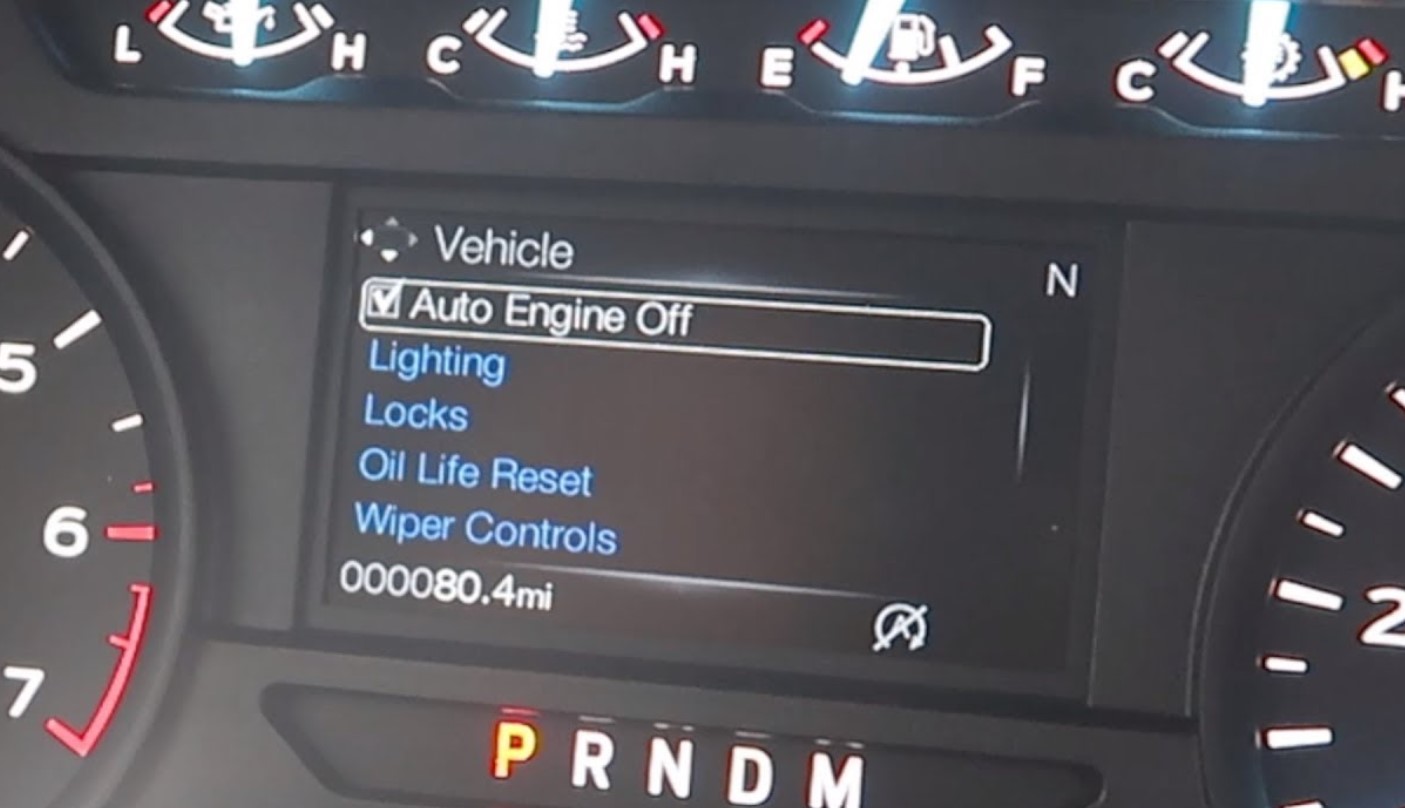 L H C H E F C H
Vehicle
N
Auto Engine Off
Lighting
Locks
Oil Life Reset
Wiper Controls
000080.4mi
A
5
6
7
2
P R N D M